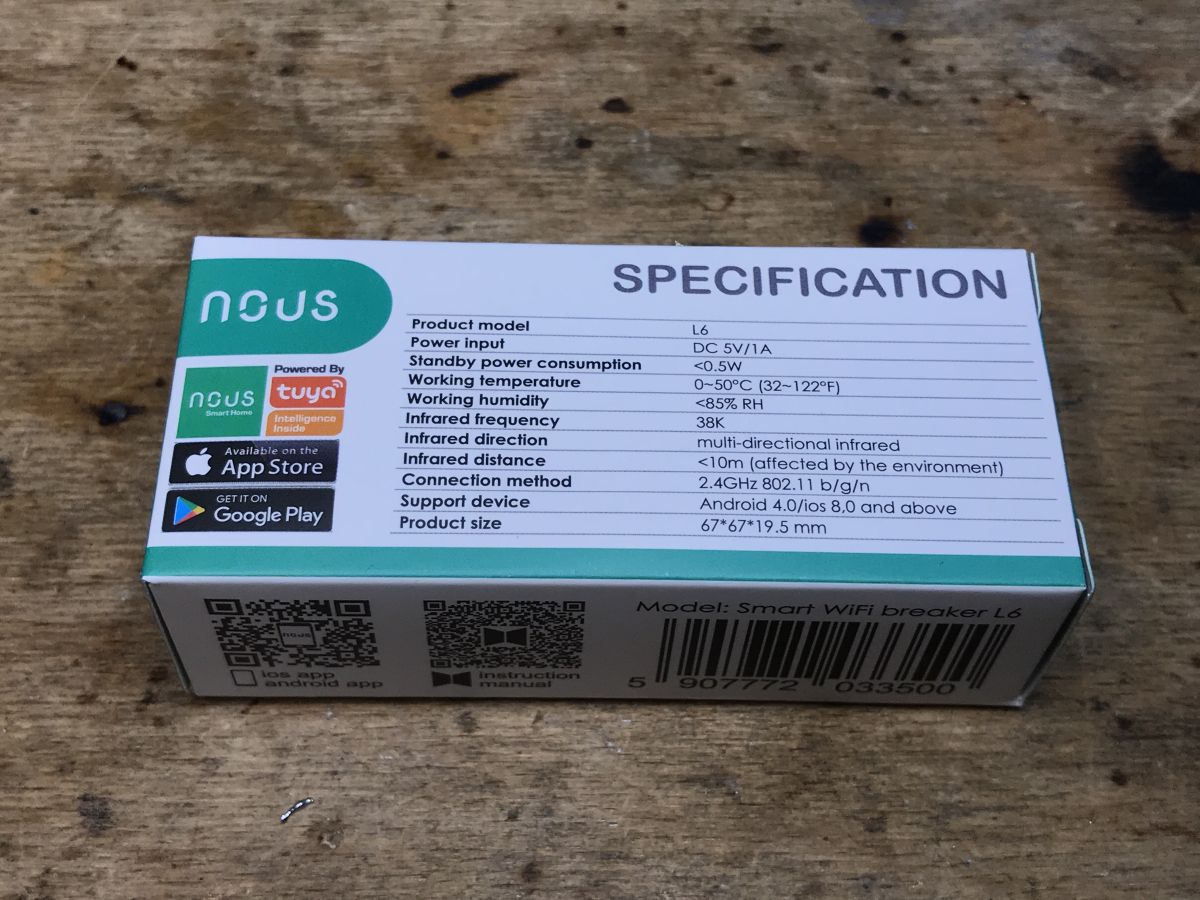 nous
SPECIFICATION
Product model L6
Power input DC 5V/1A
Standby power consumption <0.5W
Working temperature 0~50°C (32~122°F)
Working humidity <85% RH
Infrared frequency 38K
Infrared direction multi-directional infrared
Infrared distance <10m (affected by the environment)
Connection method 2.4GHz 802.11 b/g/n
Support device Android 4.0/ios 8,0 and above
Product size 67*67*19.5 mm
nous
Smart Home
Powered By
tuya
Intelligence
Inside
Available on the
App Store
GET IT ON
Google Play
nous
ios app
android app
instruction
manual
Model: Smart WiFi breaker L6
5 907772 033500